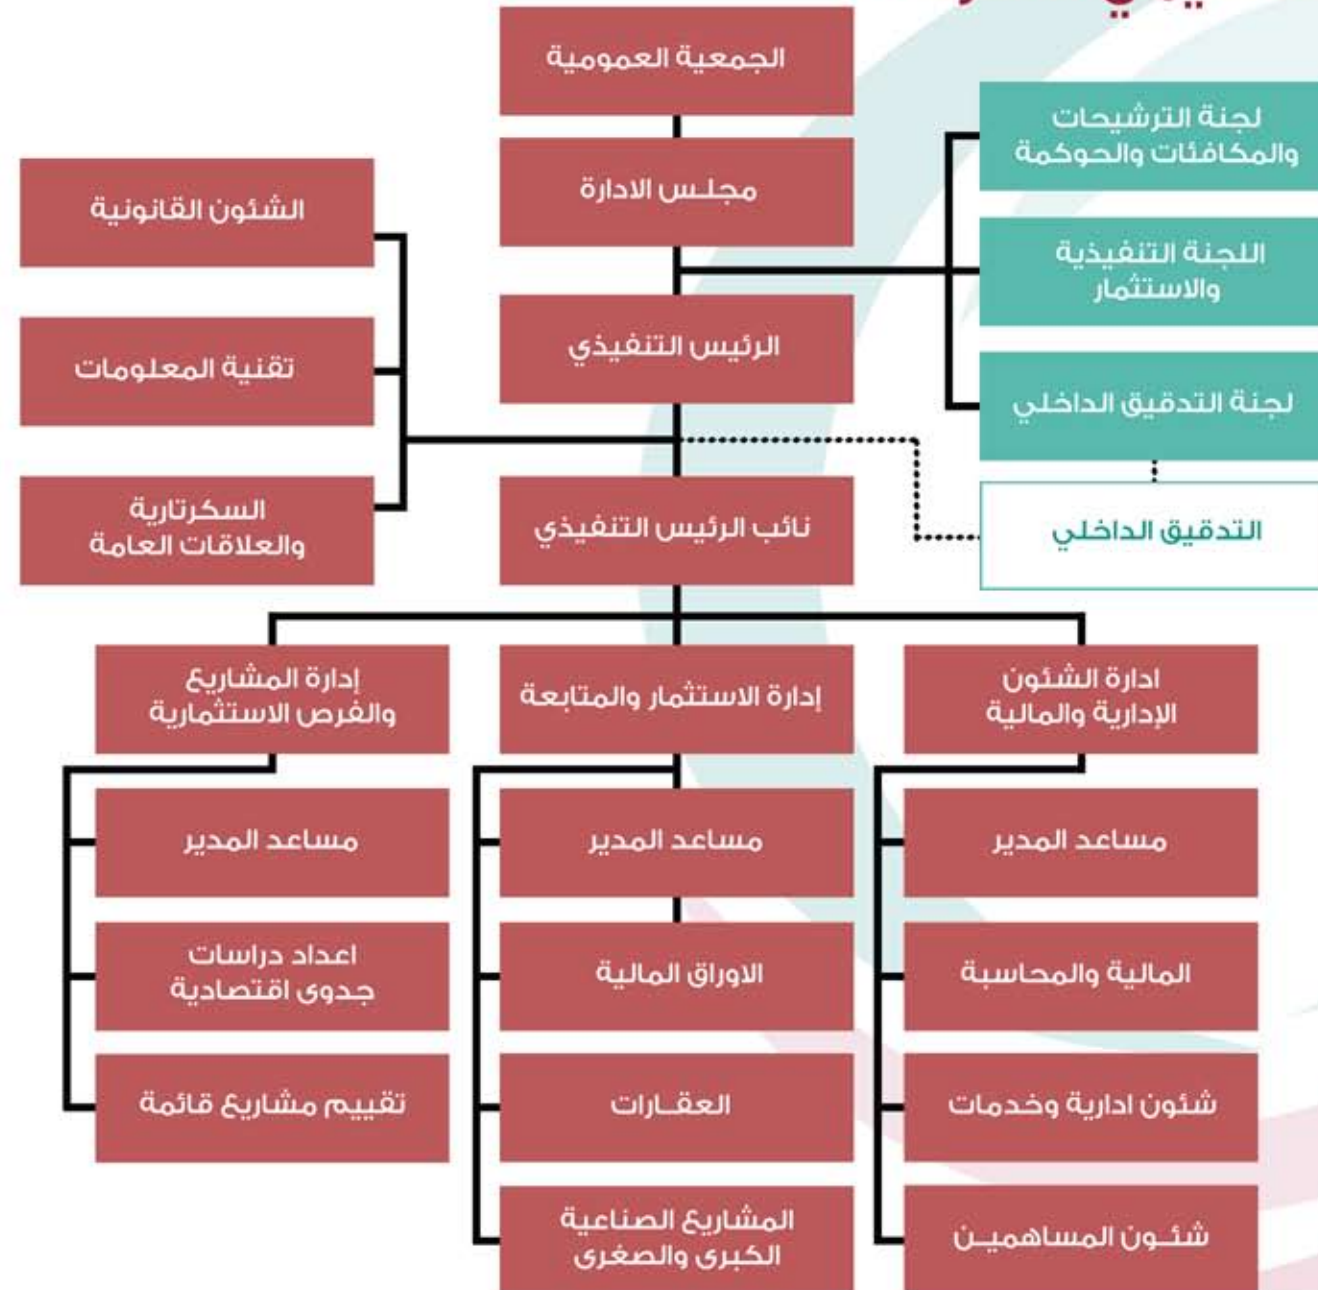 الجمعية العمومية
مجلس الادارة
لجنة الترشيحات
والمكافئات والحوكمة
اللجنة التنفيذية
والاستثمار
لجنة التدقيق الداخلي
التدقيق الداخلي
الرئيس التنفيذي
الشئون القانونية
تقنية المعلومات
السكرتارية
والعلاقات العامة
نائب الرئيس التنفيذي
ادارة الشئون
الإدارية والمالية
مساعد المدير
المالية والمحاسبة
شئون ادارية وخدمات
شئــون المساهميــن
إدارة الاستثمار والمتابعة
مساعد المدير
الاوراق المالية
العقــارات
المشاريع الصناعية
الكبرى والصغرى
إدارة المشاريع
والفرص الاستثمارية
مساعد المدير
اعداد دراسات
جدوى اقتصادية
تقييم مشاريع قائمة